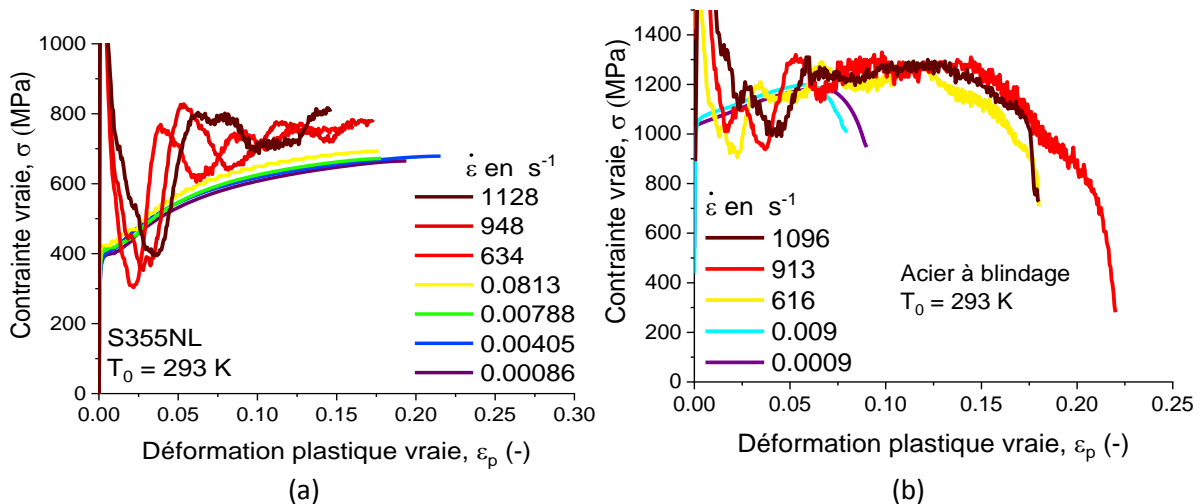 1000
800
600
400
200
0
Contrainte vraie, σ (MPa)
0.00 0.05 0.10 0.15 0.20 0.25 0.30
Déformation plastique vraie, εp (-)
S355NL
T0 = 293 K
ε̇ en s-1
1128
948
634
0.0813
0.00788
0.00405
0.00086
(a)
1400
1200
1000
800
600
400
1200
0
Contrainte vraie, σ (MPa)
0.00 0.05 0.10 0.15 0.20 0.25
Déformation plastique vraie, εp (-)
ε̇ en s-1
1096
913
616
0.009
0.0009
Acier à blindage
T0 = 293 K
(b)